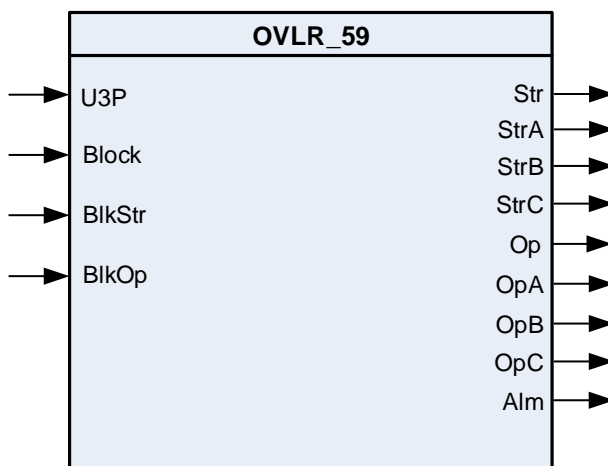 OVLR_59
U3P
Block
BlkStr
BlkOp
Str
StrA
StrB
StrC
Op
OpA
OpB
OpC
Alm